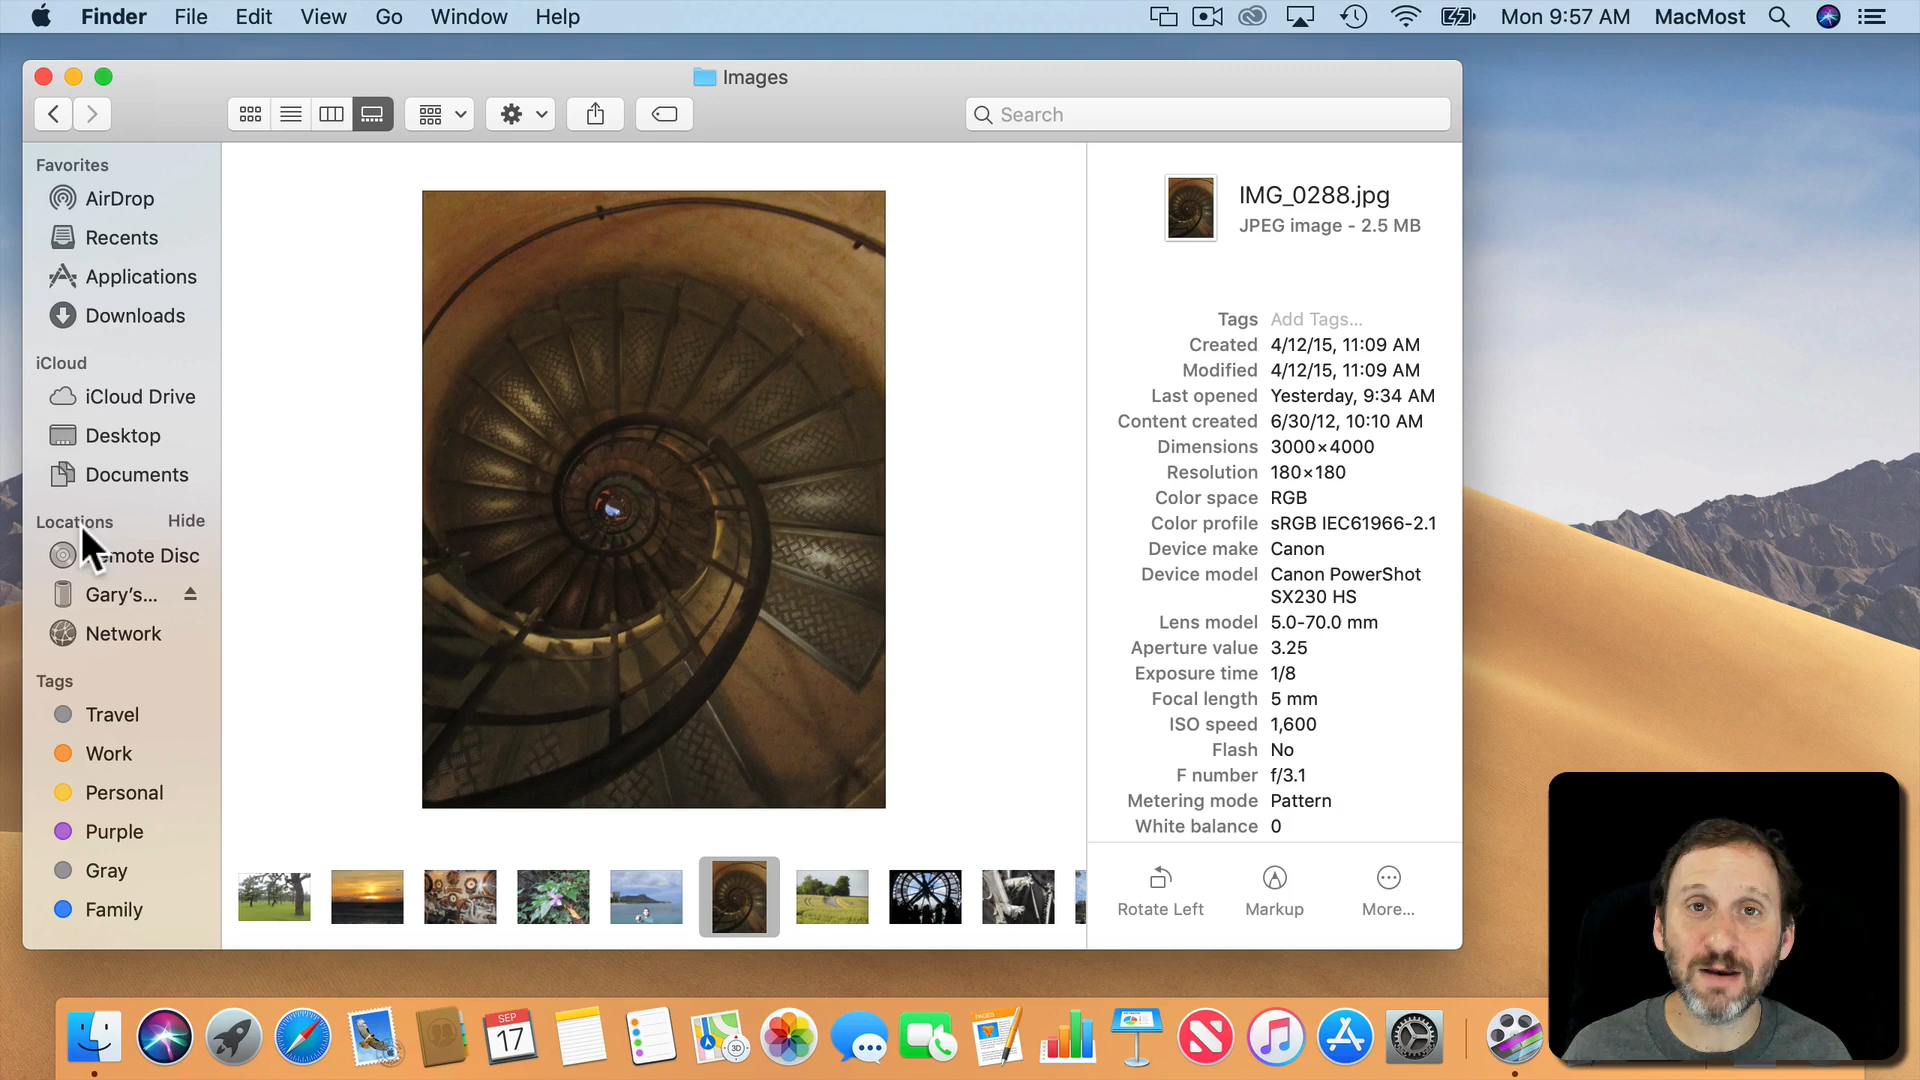 Finder File Edit View Go Window Help Mon 9:57 AM MacMost
Images
Search
Favorites
AirDrop
Recents
Applications
Downloads
iCloud
iCloud Drive
Desktop
Documents
Locations Hide
mote Disc
Gary's...
Network
Tags
Travel
Work
Personal
Purple
Gray
Family
IMG_0288.jpg
JPEG image - 2.5 MB
Tags Add Tags...
Created 4/12/15, 11:09 AM
Modified 4/12/15, 11:09 AM
Last opened Yesterday, 9:34 AM
Content created 6/30/12, 10:10 AM
Dimensions 3000×4000
Resolution 180×180
Color space RGB
Color profile sRGB IEC61966-2.1
Device make Canon
Device model Canon PowerShot
SX230 HS
Lens model 5.0-70.0 mm
Aperture value 3.25
Exposure time 1/8
Focal length 5 mm
ISO speed 1,600
Flash No
F number f/3.1
Metering mode Pattern
White balance 0
Rotate Left Markup More...
SEP
17
3D
PAGES